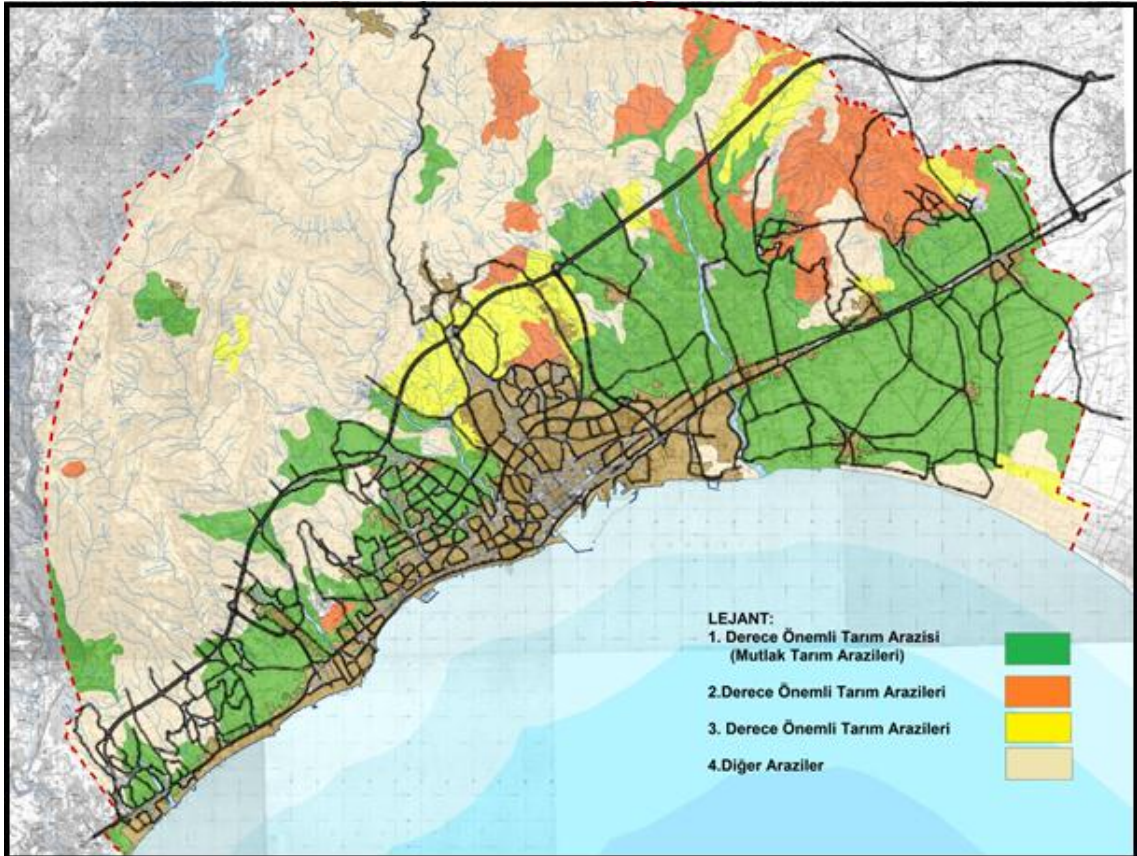 LEJANT:
1. Derece Önemli Tarım Arazisi
(Mutlak Tarım Arazileri)
2.Derece Önemli Tarım Arazileri
3. Derece Önemli Tarım Arazileri
4.Diğer Araziler